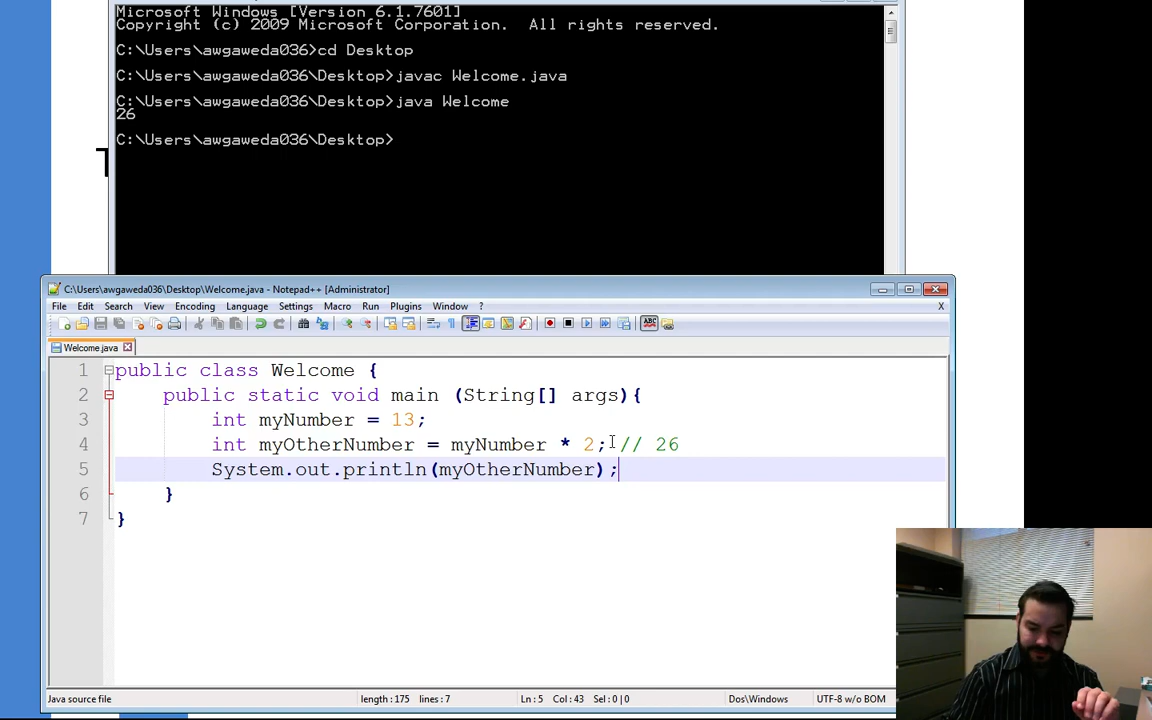 Microsoft Windows [Version 6.1.7601]
Copyright (c) 2009 Microsoft Corporation.  All rights reserved.
C:\Users\awgaweda036>cd Desktop
C:\Users\awgaweda036\Desktop>javac Welcome.java
C:\Users\awgaweda036\Desktop>java Welcome
26
C:\Users\awgaweda036\Desktop>
C:\Users\awgaweda036\Desktop\Welcome.java - Notepad++ [Administrator]
File Edit Search View Encoding Language Settings Macro Run Plugins Window ? X
Welcome.java
1 public class Welcome {
2     public static void main (String[] args){
3         int myNumber = 13;
4         int myOtherNumber = myNumber * 2; // 26
5         System.out.println(myOtherNumber);
6     }
7 }
Java source file length : 175 lines : 7 Ln : 5 Col : 43 Sel : 0 | 0 Dos\Windows UTF-8 w/o BOM